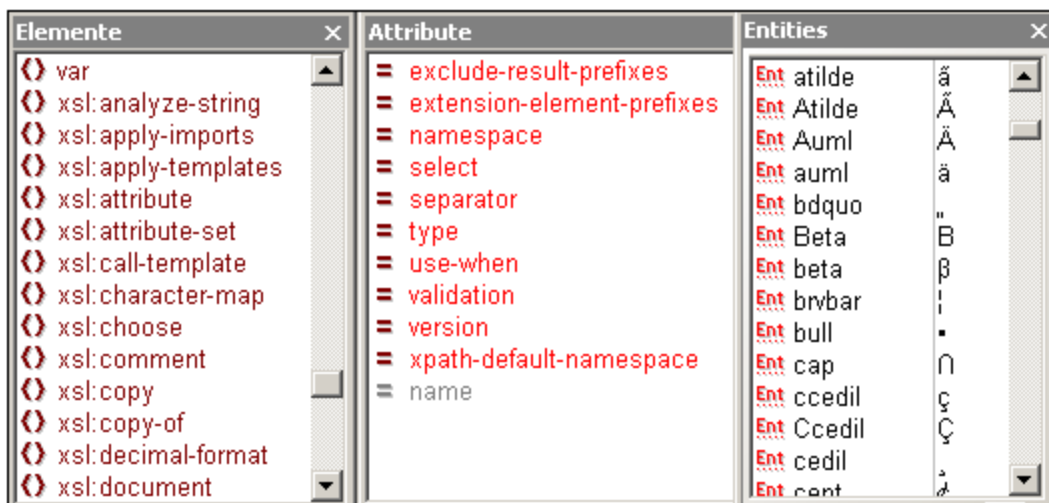 Elemente
var
xsl:analyze-string
xsl:apply-imports
xsl:apply-templates
xsl:attribute
xsl:attribute-set
xsl:call-template
xsl:character-map
xsl:choose
xsl:comment
xsl:copy
xsl:copy-of
xsl:decimal-format
xsl:document
Attribute
= exclude-result-prefixes
= extension-element-prefixes
= namespace
= select
= separator
= type
= use-when
= validation
= version
= xpath-default-namespace
= name
Entities
Ent atilde ã
Ent Atilde Ã
Ent Auml Ä
Ent auml ä
Ent bdquo „
Ent Beta Β
Ent beta β
Ent brvbar ¦
Ent bull •
Ent cap ∩
Ent ccedil ç
Ent Ccedil Ç
Ent cedil ¸
Ent cent ¢